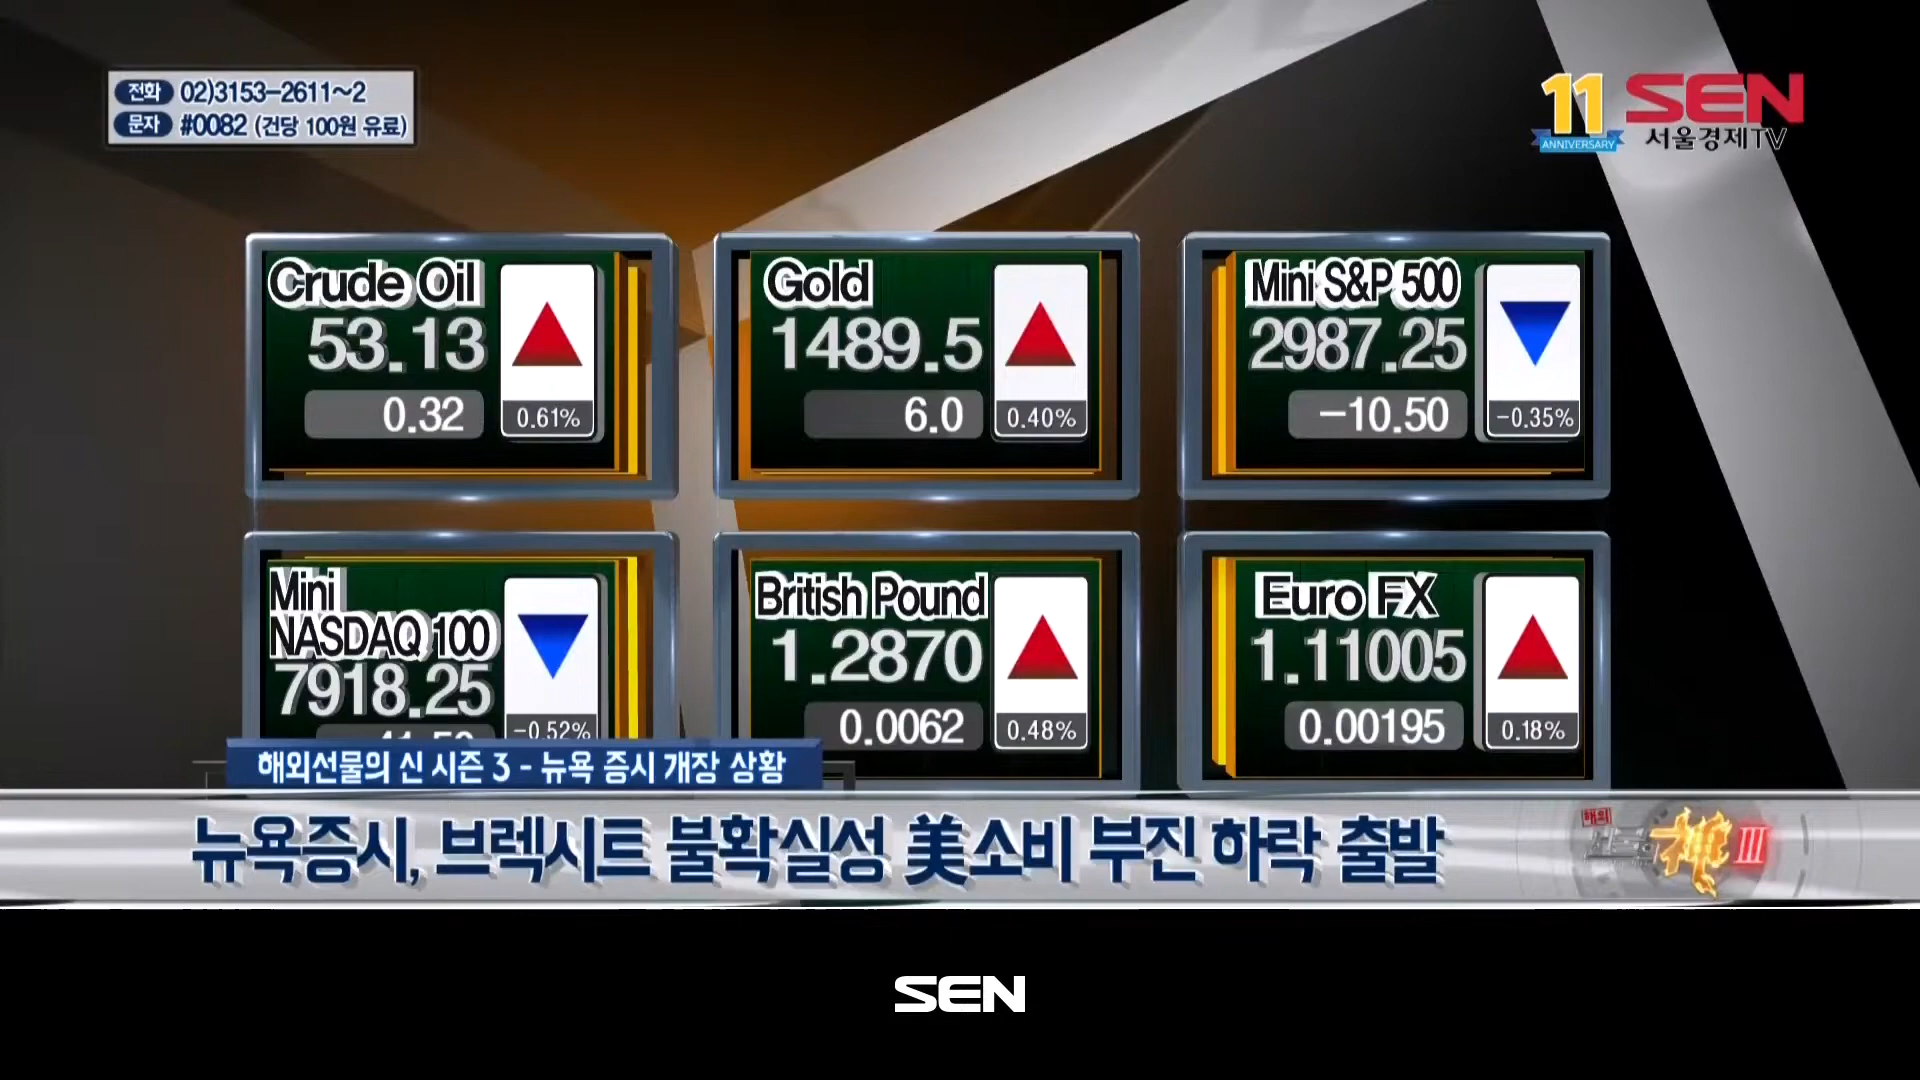 전화 02)3153-2611~2
문자 #0082 (건당 100원 유료)
11 SEN
ANNIVERSARY 서울경제TV
Crude Oil
53.13
0.32 0.61%
Gold
1489.5
6.0 0.40%
Mini S&P 500
2987.25
-10.50 -0.35%
Mini
NASDAQ 100
7918.25
-0.52%
British Pound
1.2870
0.0062 0.48%
Euro FX
1.11005
0.00195 0.18%
해외선물의 신 시즌 3 - 뉴욕 증시 개장 상황
뉴욕증시, 브렉시트 불확실성 美소비 부진 하락 출발
해외
神 III
SEN